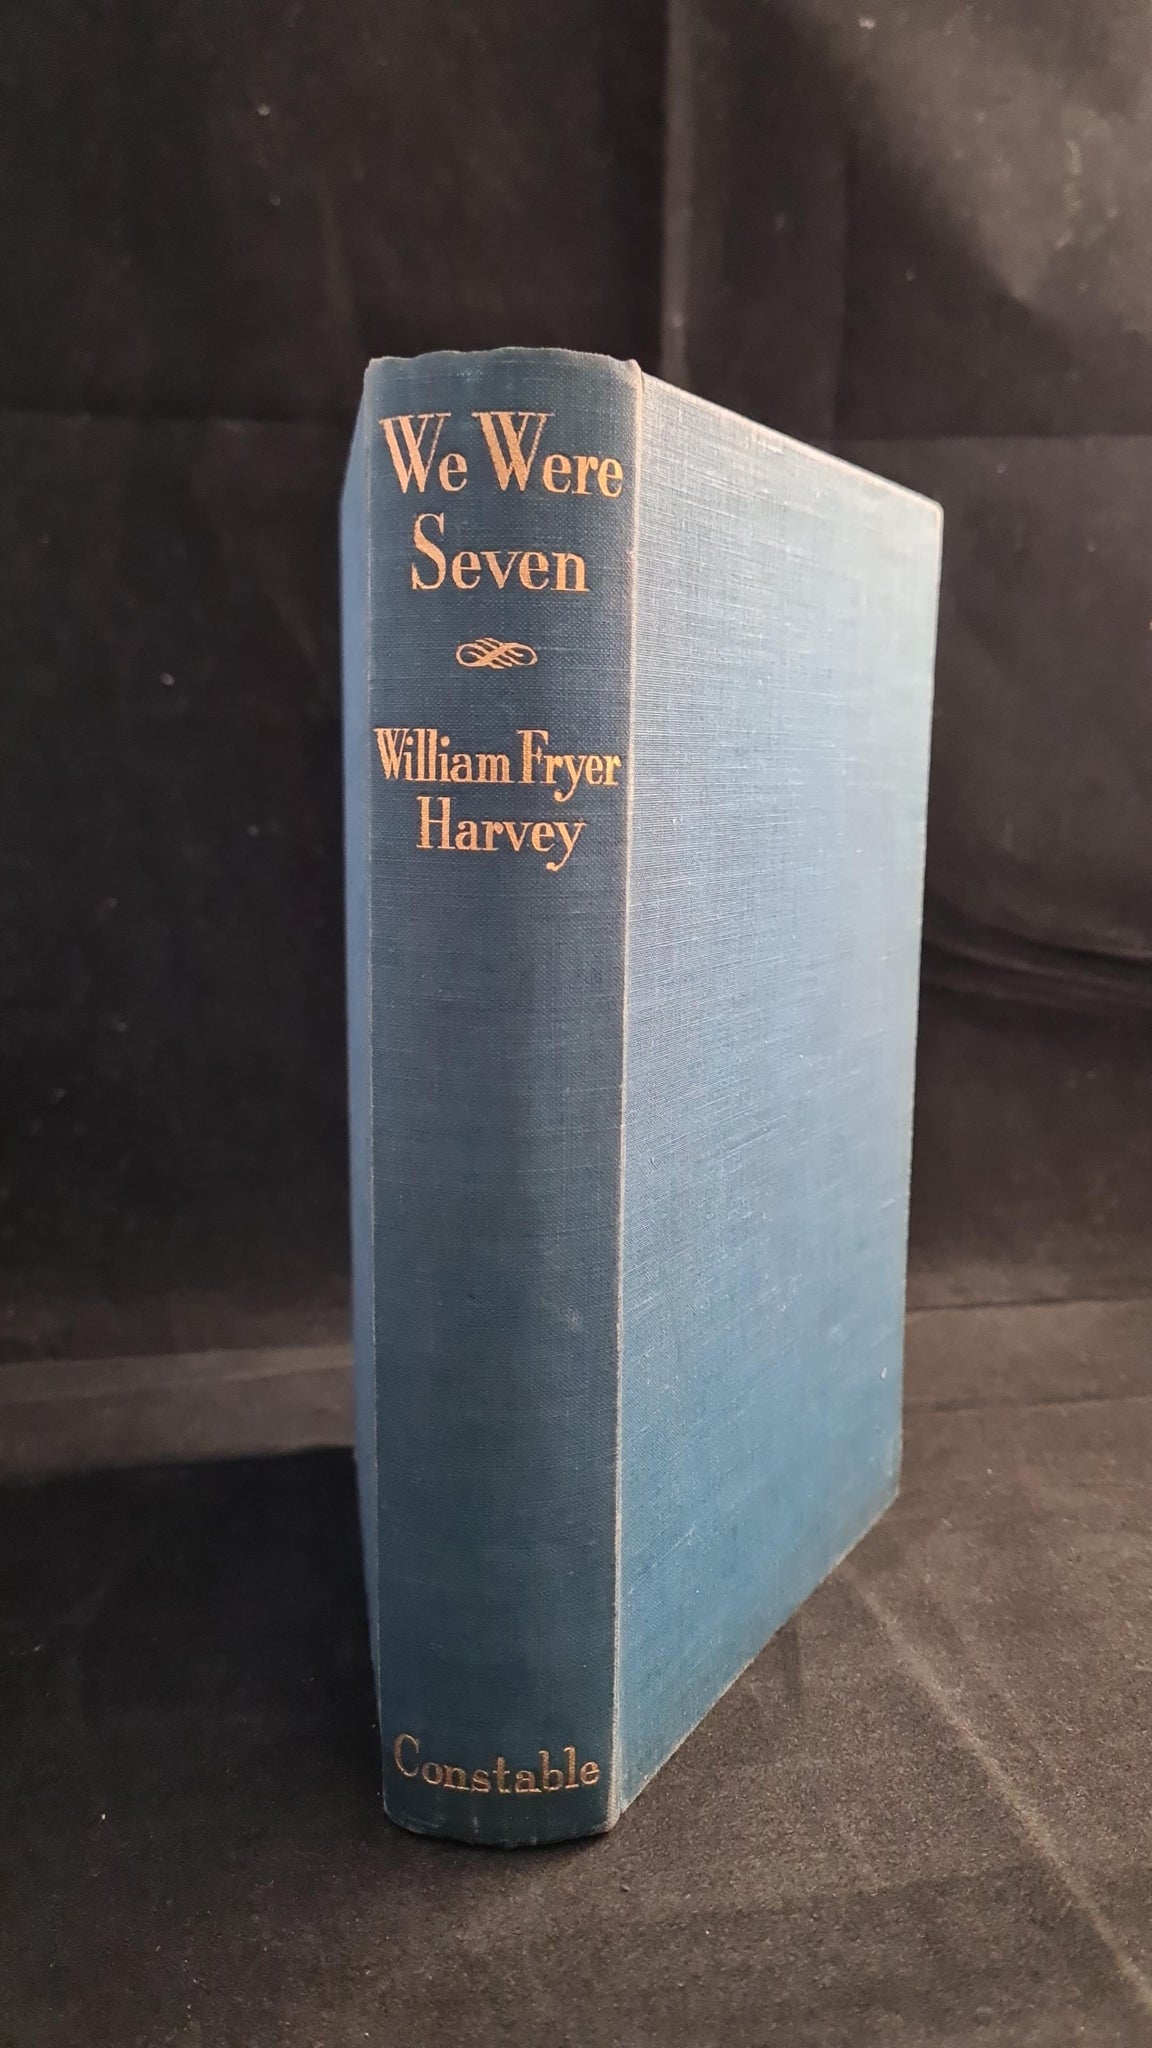 We Were
Seven
William Fryer
Harvey
Constable